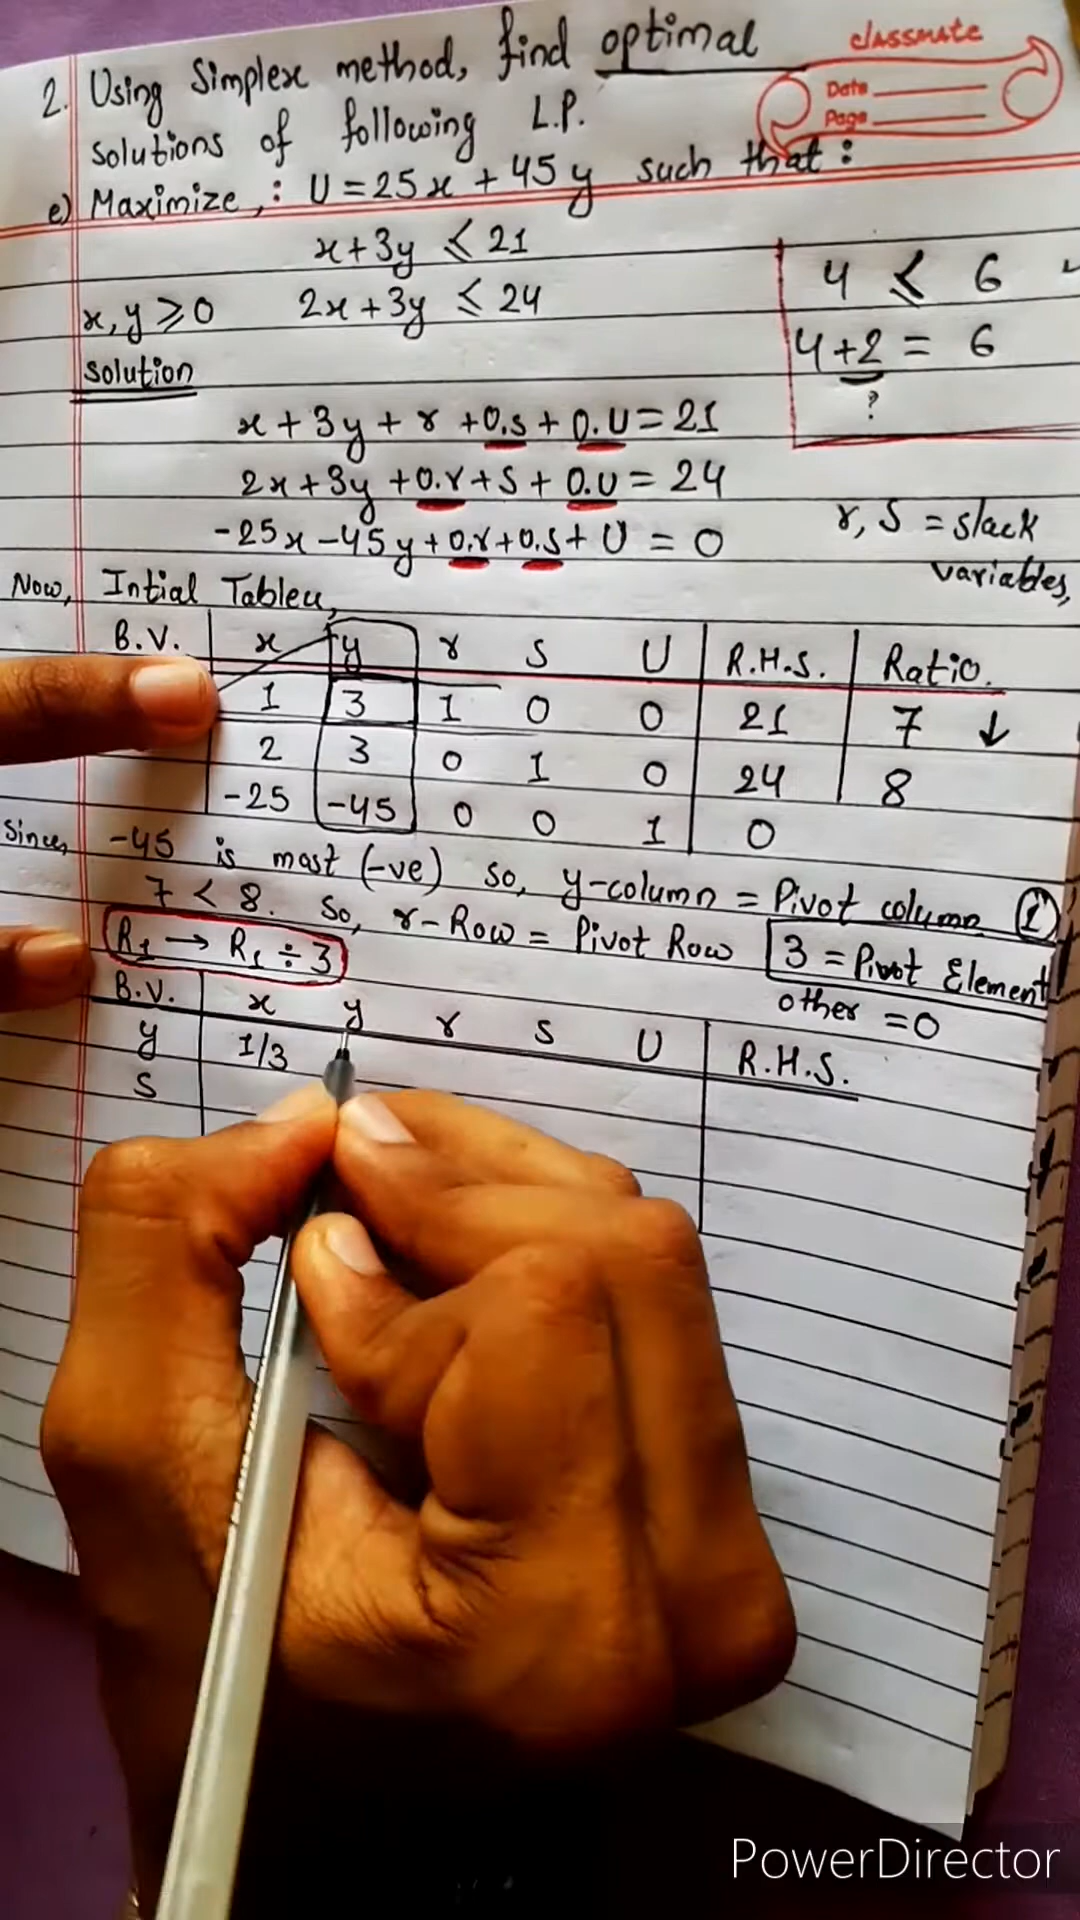 2. Using Simplex method, find optimal
solutions of following L.P.
classmate
Date
Page
e) Maximize, : U = 25x + 45y such that :
x + 3y ≤ 21
x, y ≥ 0 2x + 3y ≤ 24
4 ≤ 6
4 + 2 = 6
?
Solution
x + 3y + r + 0.s + 0.U = 21
2x + 3y + 0.r + s + 0.U = 24
-25x - 45y + 0.r + 0.s + U = 0
r, s = slack
variables,
Now, Intial Tableu,
B.V. x y r s U R.H.S. Ratio.
1 3 1 0 0 21 7 ↓
2 3 0 1 0 24 8
-25 -45 0 0 1 0
Since, -45 is most (-ve) so, y-column = Pivot column ①
7 < 8. So, r-Row = Pivot Row 3 = Pivot Element
R₁ → R₁ ÷ 3
other = 0
B.V. x y r s U R.H.S.
y 1/3
s
PowerDirector